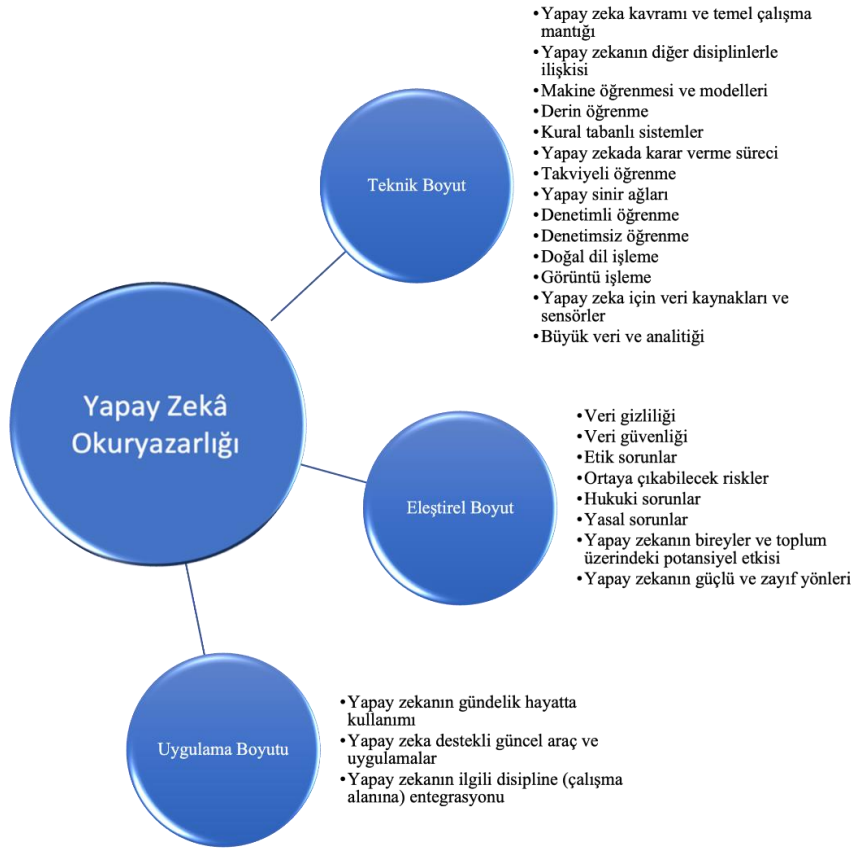 •Yapay zeka kavramı ve temel çalışma
mantığı
•Yapay zekanın diğer disiplinlerle
ilişkisi
•Makine öğrenmesi ve modelleri
•Derin öğrenme
•Kural tabanlı sistemler
•Yapay zekada karar verme süreci
•Takviyeli öğrenme
•Yapay sinir ağları
•Denetimli öğrenme
•Denetimsiz öğrenme
•Doğal dil işleme
•Görüntü işleme
•Yapay zeka için veri kaynakları ve
sensörler
•Büyük veri ve analitiği
Teknik Boyut
Yapay Zekâ
Okuryazarlığı
Eleştirel Boyut
•Veri gizliliği
•Veri güvenliği
•Etik sorunlar
•Ortaya çıkabilecek riskler
•Hukuki sorunlar
•Yasal sorunlar
•Yapay zekanın bireyler ve toplum
üzerindeki potansiyel etkisi
•Yapay zekanın güçlü ve zayıf yönleri
Uygulama Boyutu
•Yapay zekanın gündelik hayatta
kullanımı
•Yapay zeka destekli güncel araç ve
uygulamalar
•Yapay zekanın ilgili disipline (çalışma
alanına) entegrasyonu